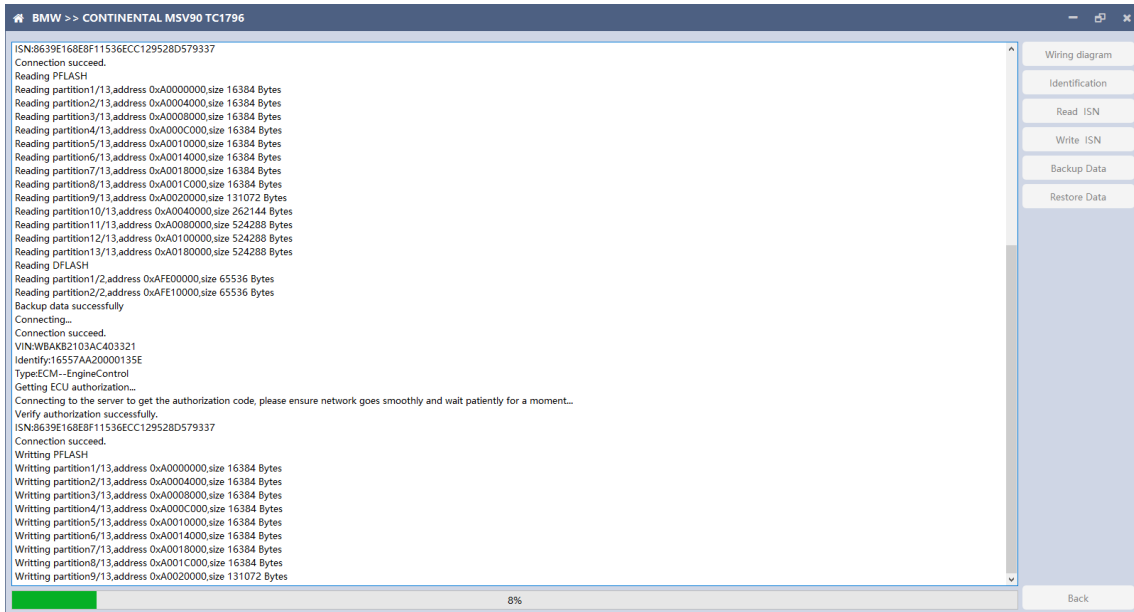 BMW >> CONTINENTAL MSV90 TC1796
ISN:8639E168E8F11536ECC129528D579337
Connection succeed.
Reading PFLASH
Reading partition1/13,address 0xA0000000,size 16384 Bytes
Reading partition2/13,address 0xA0004000,size 16384 Bytes
Reading partition3/13,address 0xA0008000,size 16384 Bytes
Reading partition4/13,address 0xA000C000,size 16384 Bytes
Reading partition5/13,address 0xA0010000,size 16384 Bytes
Reading partition6/13,address 0xA0014000,size 16384 Bytes
Reading partition7/13,address 0xA0018000,size 16384 Bytes
Reading partition8/13,address 0xA001C000,size 16384 Bytes
Reading partition9/13,address 0xA0020000,size 131072 Bytes
Reading partition10/13,address 0xA0040000,size 262144 Bytes
Reading partition11/13,address 0xA0080000,size 524288 Bytes
Reading partition12/13,address 0xA0100000,size 524288 Bytes
Reading partition13/13,address 0xA0180000,size 524288 Bytes
Reading DFLASH
Reading partition1/2,address 0xAFE00000,size 65536 Bytes
Reading partition2/2,address 0xAFE10000,size 65536 Bytes
Backup data successfully
Connecting...
Connection succeed.
VIN:WBAKB2103AC403321
Identify:16557AA20000135E
Type:ECM--EngineControl
Getting ECU authorization...
Connecting to the server to get the authorization code, please ensure network goes smoothly and wait patiently for a moment...
Verify authorization successfully.
ISN:8639E168E8F11536ECC129528D579337
Connection succeed.
Writting PFLASH
Writting partition1/13,address 0xA0000000,size 16384 Bytes
Writting partition2/13,address 0xA0004000,size 16384 Bytes
Writting partition3/13,address 0xA0008000,size 16384 Bytes
Writting partition4/13,address 0xA000C000,size 16384 Bytes
Writting partition5/13,address 0xA0010000,size 16384 Bytes
Writting partition6/13,address 0xA0014000,size 16384 Bytes
Writting partition7/13,address 0xA0018000,size 16384 Bytes
Writting partition8/13,address 0xA001C000,size 16384 Bytes
Writting partition9/13,address 0xA0020000,size 131072 Bytes
8%
Wiring diagram
Identification
Read ISN
Write ISN
Backup Data
Restore Data
Back